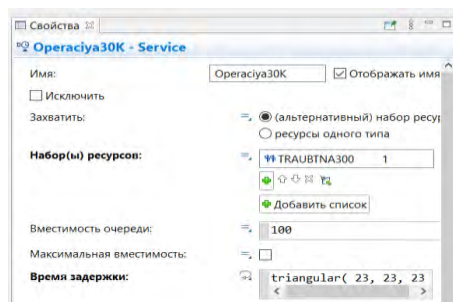 Свойства
Operaciya30K - Service
Имя: Operaciya30K Отображать имя
Исключить
Захватить: (альтернативный) набор ресур
ресурсы одного типа
Набор(ы) ресурсов: TRAUBTNA300 1
Добавить список
Вместимость очереди: 100
Максимальная вместимость:
Время задержки: triangular( 23, 23, 23